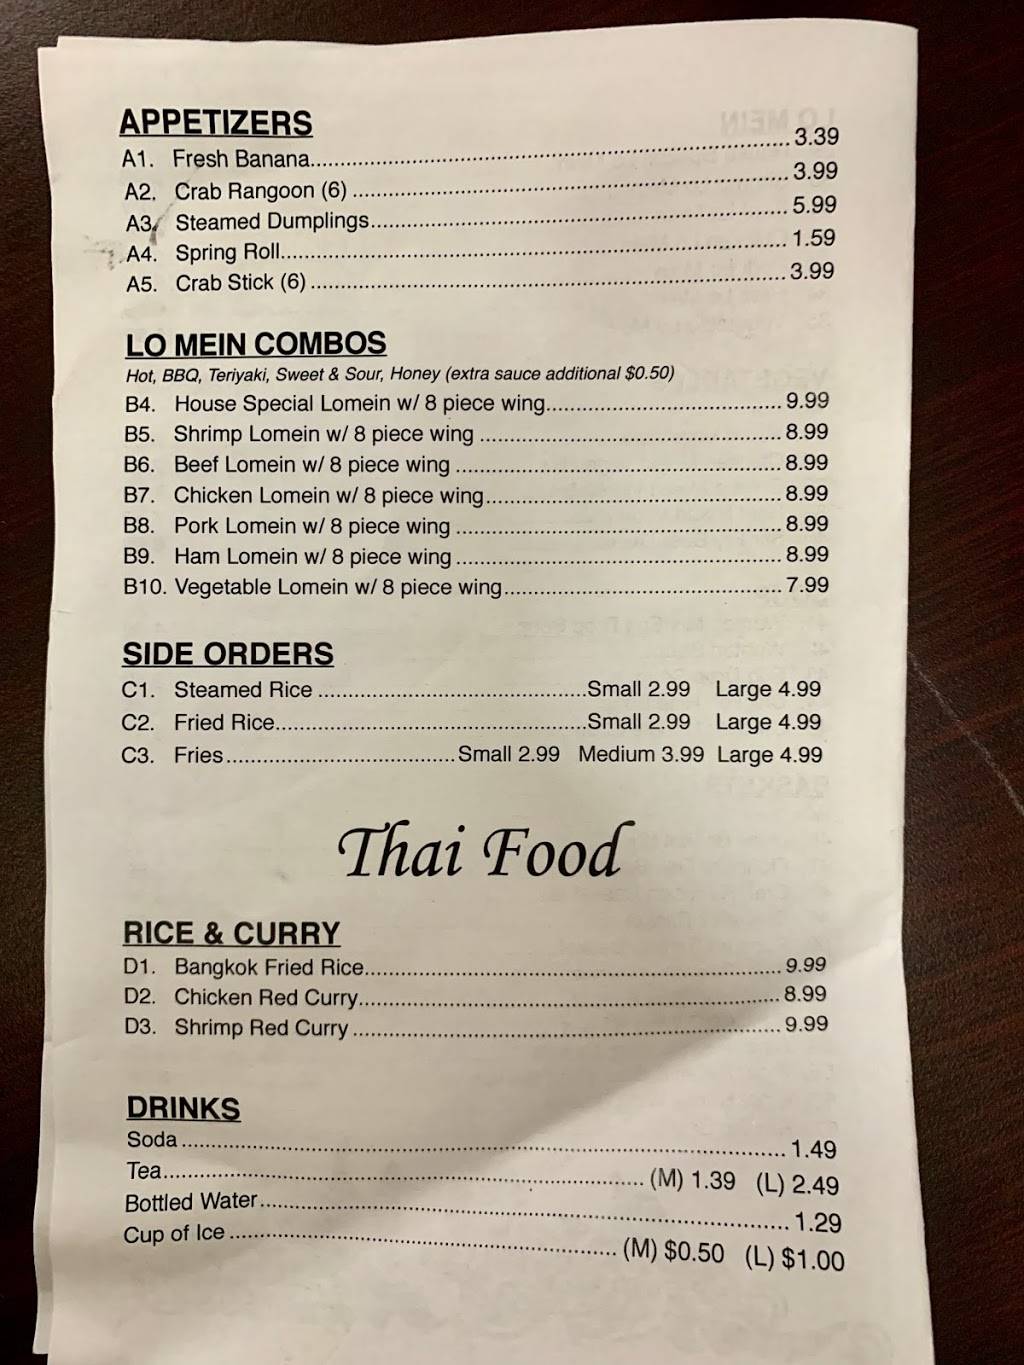 APPETIZERS
A1. Fresh Banana 3.39
A2. Crab Rangoon (6) 3.99
A3. Steamed Dumplings 5.99
A4. Spring Roll 1.59
A5. Crab Stick (6) 3.99
LO MEIN COMBOS
Hot, BBQ, Teriyaki, Sweet & Sour, Honey (extra sauce additional $0.50)
B4. House Special Lomein w/ 8 piece wing 9.99
B5. Shrimp Lomein w/ 8 piece wing 8.99
B6. Beef Lomein w/ 8 piece wing 8.99
B7. Chicken Lomein w/ 8 piece wing 8.99
B8. Pork Lomein w/ 8 piece wing 8.99
B9. Ham Lomein w/ 8 piece wing 8.99
B10. Vegetable Lomein w/ 8 piece wing 7.99
SIDE ORDERS
C1. Steamed Rice Small 2.99 Large 4.99
C2. Fried Rice Small 2.99 Large 4.99
C3. Fries Small 2.99 Medium 3.99 Large 4.99
Thai Food
RICE & CURRY
D1. Bangkok Fried Rice 9.99
D2. Chicken Red Curry 8.99
D3. Shrimp Red Curry 9.99
DRINKS
Soda 1.49
Tea (M) 1.39 (L) 2.49
Bottled Water 1.29
Cup of Ice (M) $0.50 (L) $1.00